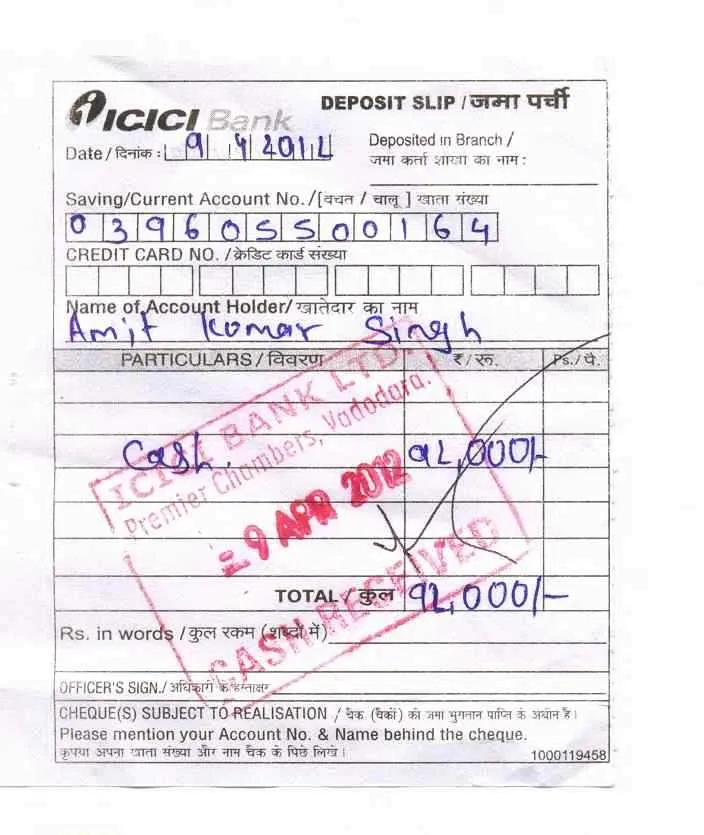 ICICI Bank
DEPOSIT SLIP / जमा पर्ची
Date / दिनांक : 9 4 2012
Deposited in Branch /
जमा कर्ता शाखा का नाम :
Saving/Current Account No. /[बचत / चालू ] खाता संख्या
039605500164
CREDIT CARD NO. / क्रेडिट कार्ड संख्या
Name of Account Holder/ खातेदार का नाम
Amit Kumar Singh
PARTICULARS / विवरण ₹ / रू. Ps./ पै.
ICICI BANK LTD.
Premier Chambers, Vadodara.
Cash. 92,000/-
= 9 APR 2012
CASH RECEIVED
TOTAL / कुल 92,000/-
Rs. in words / कुल रकम (शब्दों में)
OFFICER'S SIGN./ अधिकारी के हस्ताक्षर
CHEQUE(S) SUBJECT TO REALISATION / चैक (चैकों) की जमा भुगतान प्राप्ति के अधीन है।
Please mention your Account No. & Name behind the cheque.
कृपया अपना खाता संख्या और नाम चैक के पिछे लिखे।
1000119458